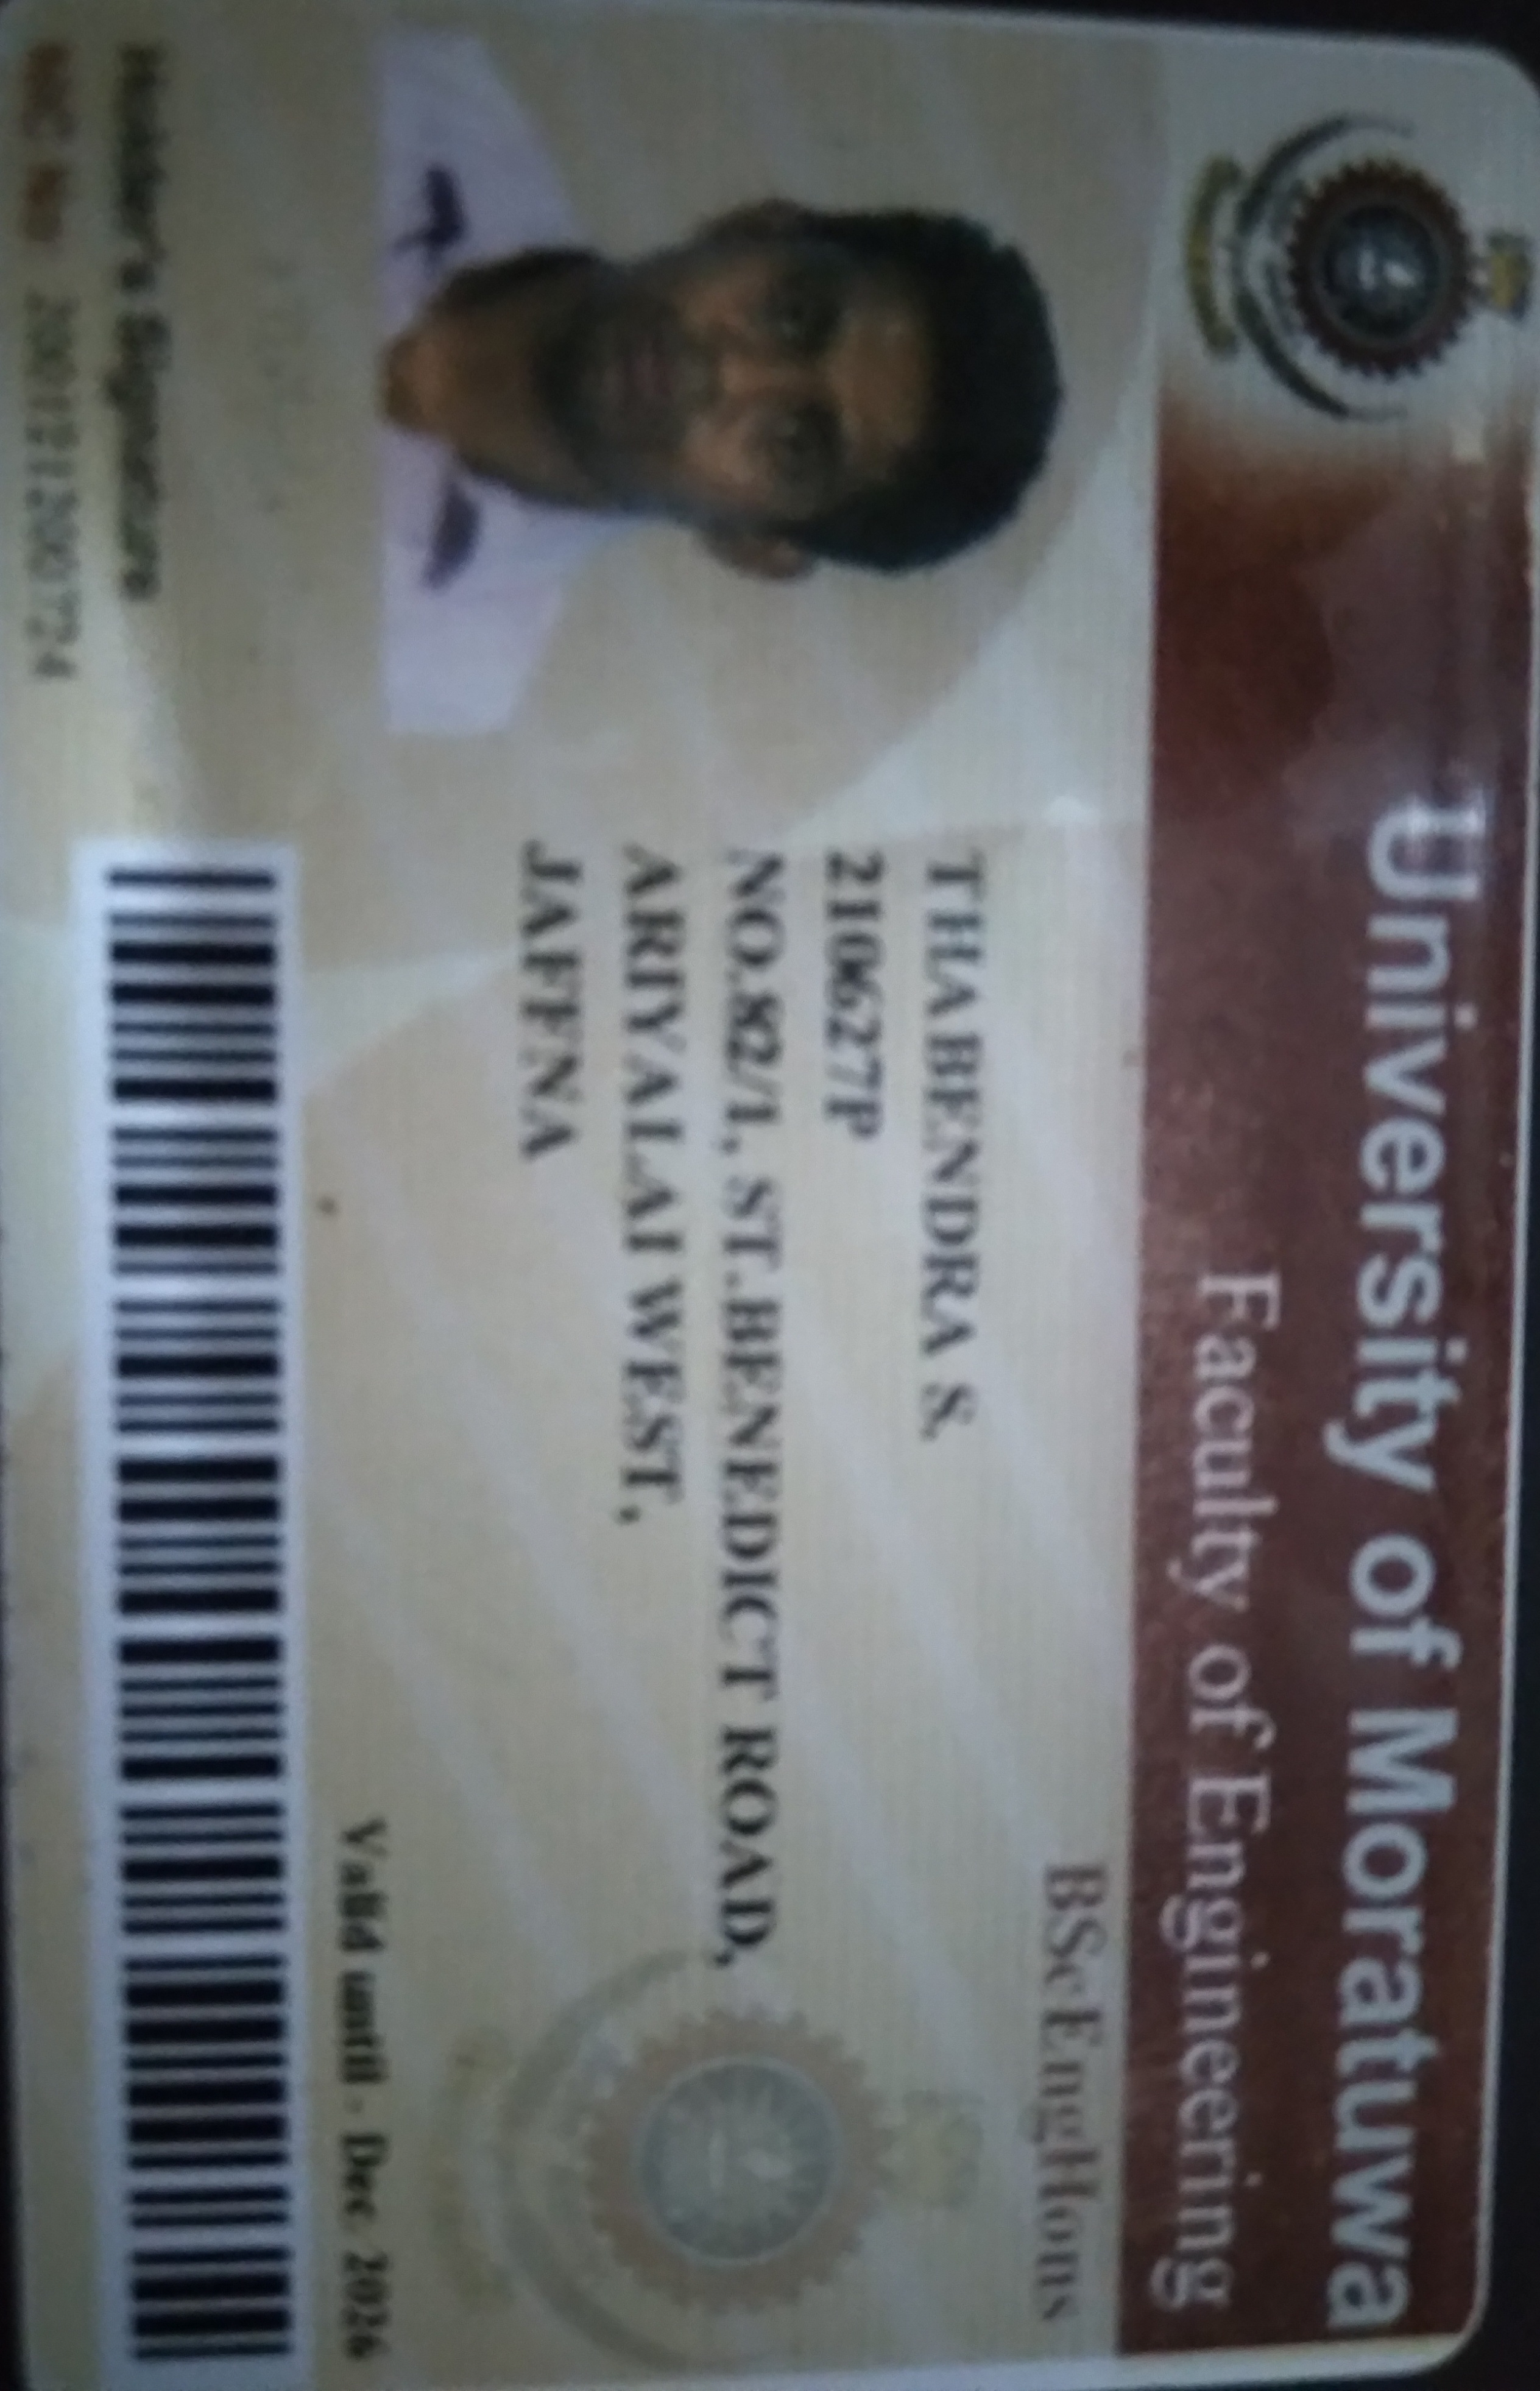 University of Moratuwa
Faculty of Engineering
BScEngHons
THABENDRA S.
210627P
NO.82/1, ST.BENEDICT ROAD,
ARIYALAI WEST,
JAFFNA
Valid until - Dec. 2026
Holder's Signature
NIC No 200121200724